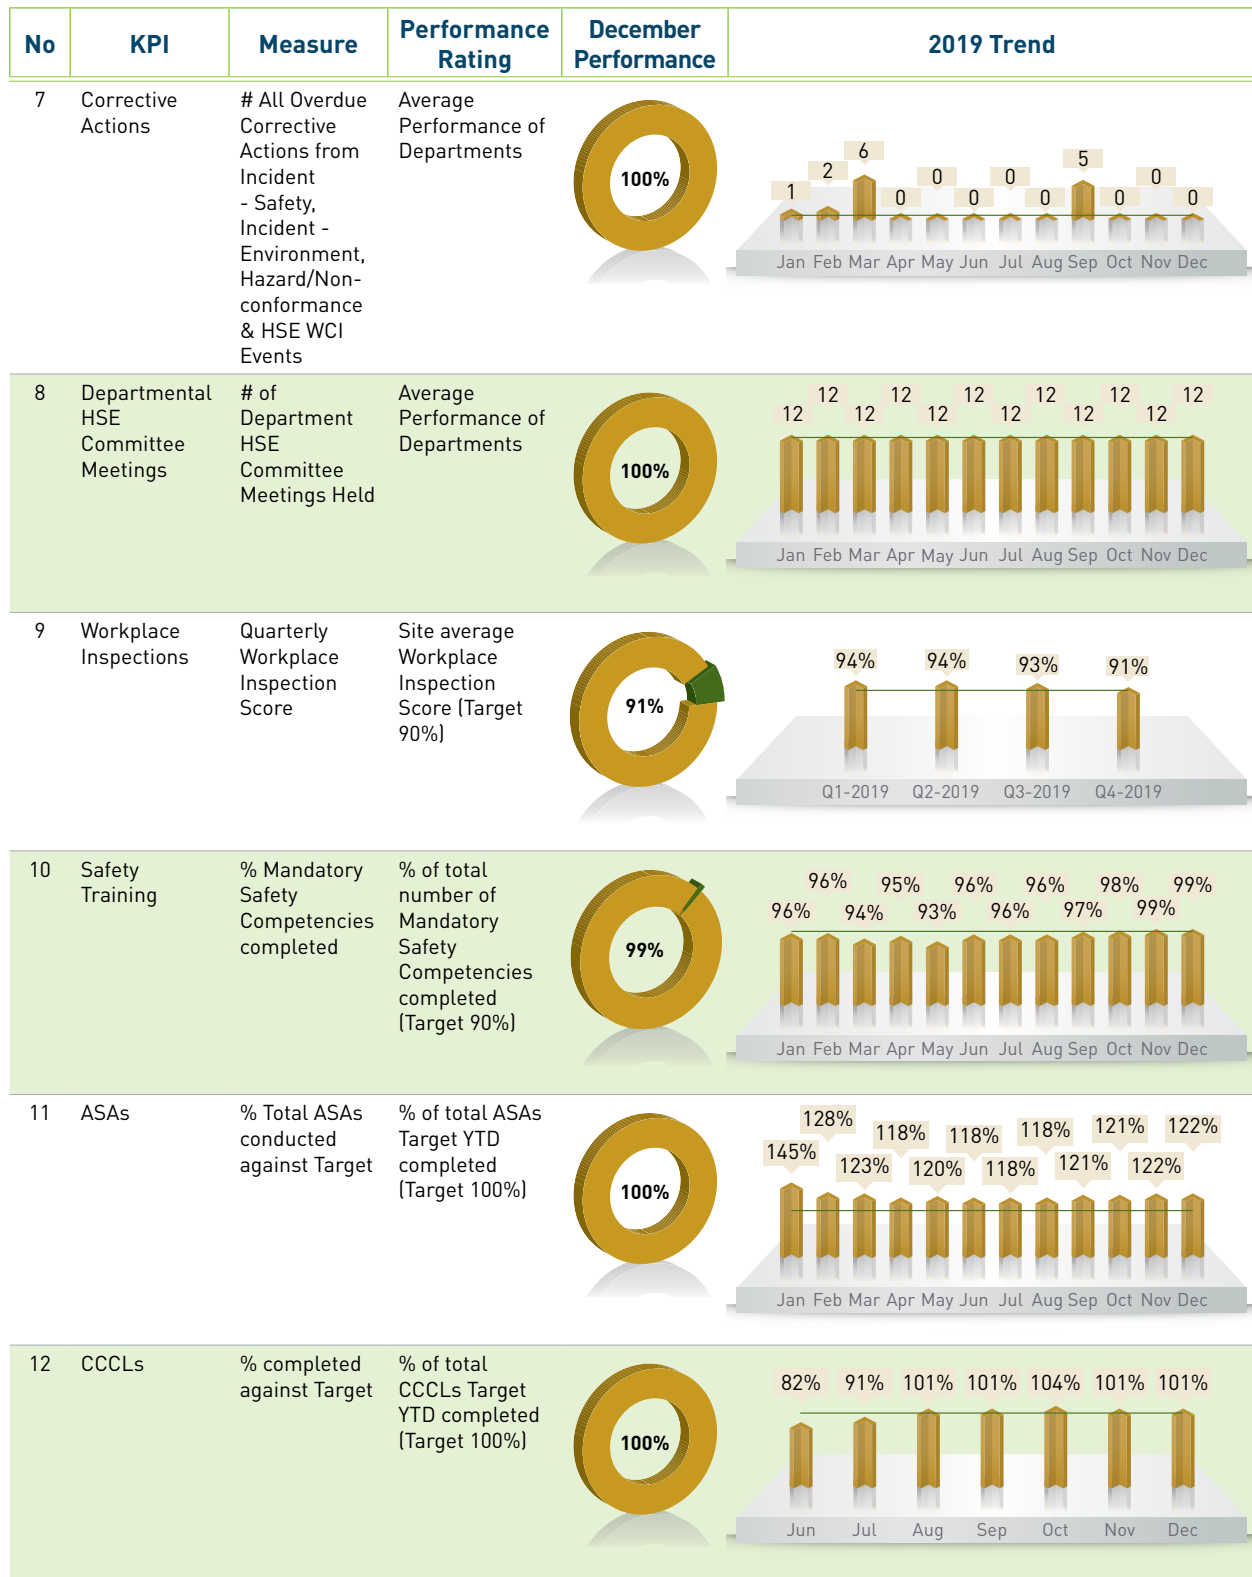 No
KPI
Measure
Performance
Rating
December
Performance
2019 Trend
7
Corrective
Actions
# All Overdue
Corrective
Actions from
Incident
- Safety,
Incident -
Environment,
Hazard/Non-
conformance
& HSE WCI
Events
Average
Performance of
Departments
100%
1 2 6 0 0 0 0 0 5 0 0 0
Jan Feb Mar Apr May Jun Jul Aug Sep Oct Nov Dec
8
Departmental
HSE
Committee
Meetings
# of
Department
HSE
Committee
Meetings Held
Average
Performance of
Departments
100%
12 12 12 12 12 12 12 12 12 12 12 12
Jan Feb Mar Apr May Jun Jul Aug Sep Oct Nov Dec
9
Workplace
Inspections
Quarterly
Workplace
Inspection
Score
Site average
Workplace
Inspection
Score (Target
90%)
91%
94% 94% 93% 91%
Q1-2019 Q2-2019 Q3-2019 Q4-2019
10
Safety
Training
% Mandatory
Safety
Competencies
completed
% of total
number of
Mandatory
Safety
Competencies
completed
(Target 90%)
99%
96% 96% 94% 95% 93% 96% 96% 96% 97% 98% 99% 99%
Jan Feb Mar Apr May Jun Jul Aug Sep Oct Nov Dec
11
ASAs
% Total ASAs
conducted
against Target
% of total ASAs
Target YTD
completed
(Target 100%)
100%
145% 128% 123% 118% 120% 118% 118% 118% 121% 121% 122% 122%
Jan Feb Mar Apr May Jun Jul Aug Sep Oct Nov Dec
12
CCCLs
% completed
against Target
% of total
CCCLs Target
YTD completed
(Target 100%)
100%
82% 91% 101% 101% 104% 101% 101%
Jun Jul Aug Sep Oct Nov Dec